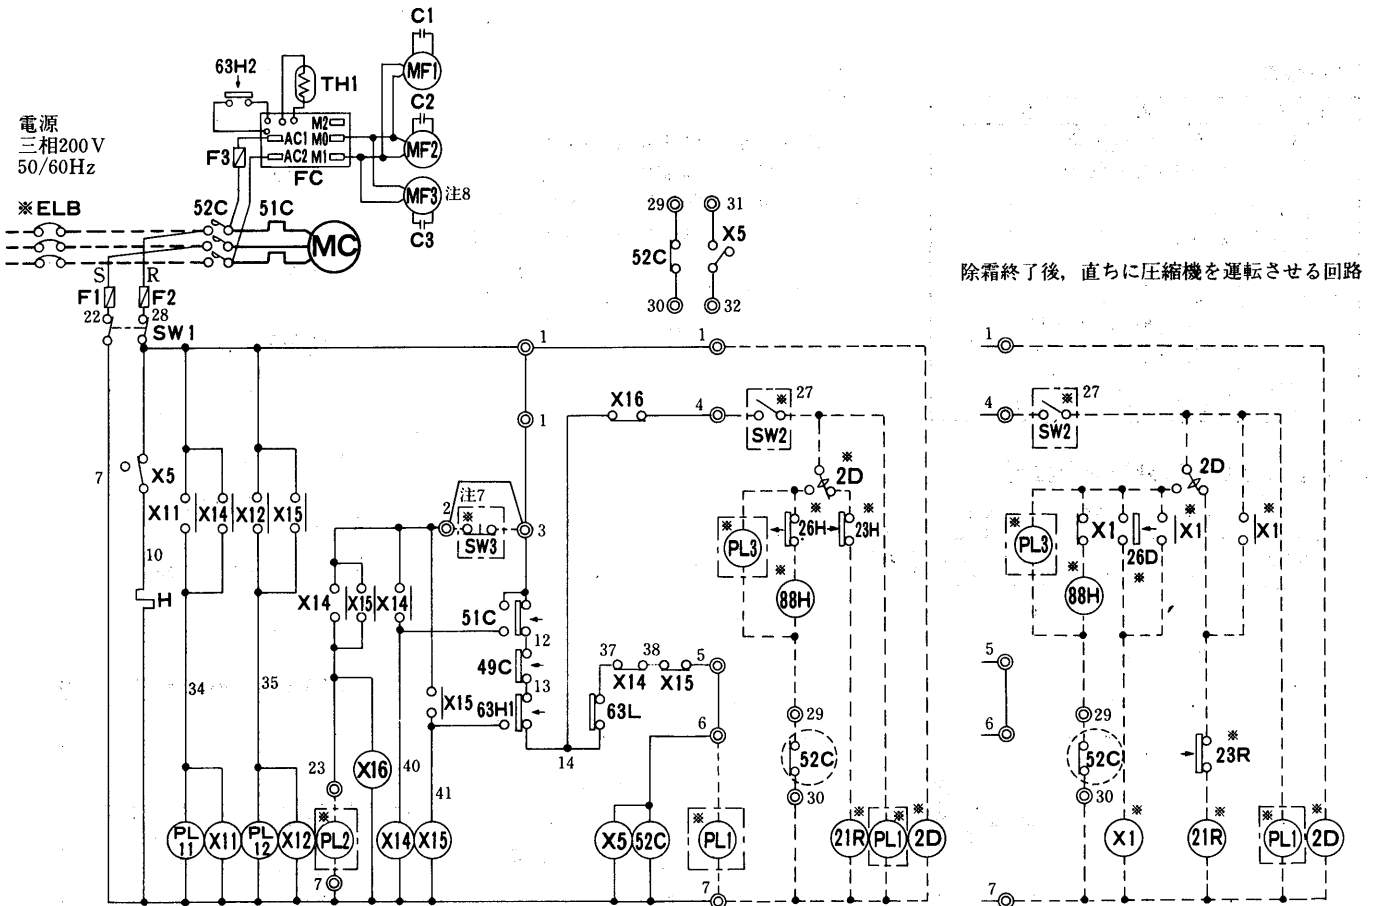 C1
63H2
TH1
MF1
C2
電源
三相200V
50/60Hz
M2
AC1 M0
AC2 M1
F3
FC
MF2
MF3 注8
C3
※ELB
52C
51C
MC
S
R
F1
F2
22
28
SW1
29
31
52C
X5
30
32
除霜終了後，直ちに圧縮機を運転させる回路
1
1
1
X16
4
※
27
SW2
1
4
※
27
SW2
1
7
X5
X11
X14
X12
X15
10
H
注7
2
※
SW3
3
※
2D
※
26H
※
23H
※
PL3
※
88H
2D
※
PL3
X1
26D
※
※
X1
※
X1
※
88H
X14
X15
X14
51C
12
49C
13
63H1
X15
37
38
5
X14
X15
63L
6
14
34
35
23
X16
40
41
29
52C
30
5
6
29
52C
30
※
23R
PL
11
X11
PL
12
X12
※
PL2
7
X14
X15
X5
52C
※
PL1
7
※
21R
※
PL1
※
2D
※
X1
※
21R
※
PL1
※
2D
7